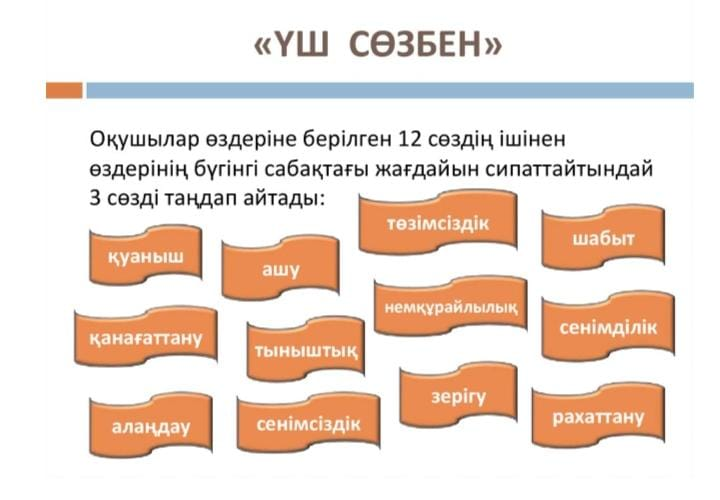 «ҮШ СӨЗБЕН»
Оқушылар өздеріне берілген 12 сөздің ішінен
өздерінің бүгінгі сабақтағы жағдайын сипаттайтындай
3 сөзді таңдап айтады:
төзімсіздік
шабыт
қуаныш
ашу
немқұрайлылық
сенімділік
қанағаттану
тыныштық
зерігу
рахаттану
алаңдау
сенімсіздік